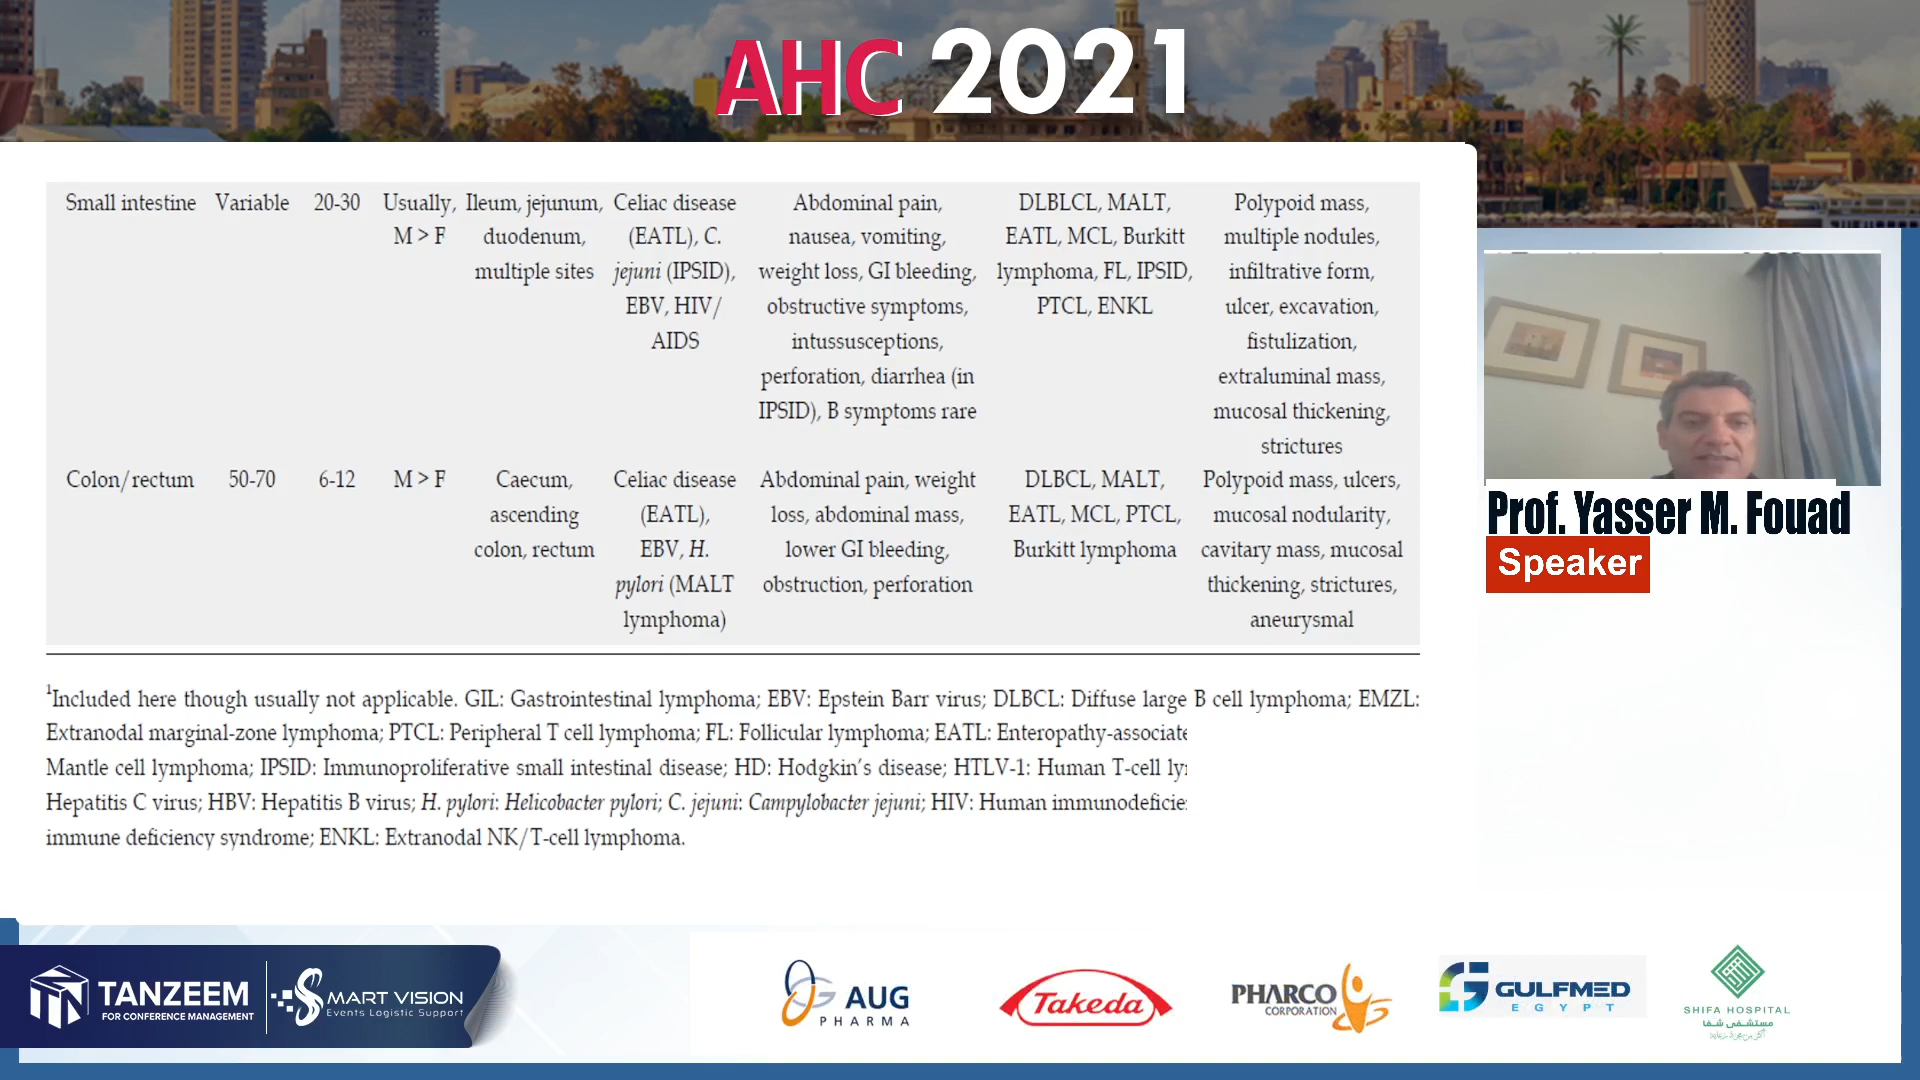 AHC 2021
Small intestine Variable 20-30 Usually, Ileum, jejunum, Celiac disease Abdominal pain, DLBLCL, MALT, Polypoid mass,
M > F duodenum, (EATL), C. nausea, vomiting, EATL, MCL, Burkitt multiple nodules,
multiple sites jejuni (IPSID), weight loss, GI bleeding, lymphoma, FL, IPSID, infiltrative form,
EBV, HIV/ obstructive symptoms, PTCL, ENKL ulcer, excavation,
AIDS intussusceptions, fistulization,
perforation, diarrhea (in extraluminal mass,
IPSID), B symptoms rare mucosal thickening,
strictures
Colon/rectum 50-70 6-12 M > F Caecum, Celiac disease Abdominal pain, weight DLBCL, MALT, Polypoid mass, ulcers,
ascending (EATL), loss, abdominal mass, EATL, MCL, PTCL, mucosal nodularity,
colon, rectum EBV, H. lower GI bleeding, Burkitt lymphoma cavitary mass, mucosal
pylori (MALT obstruction, perforation thickening, strictures,
lymphoma) aneurysmal
1Included here though usually not applicable. GIL: Gastrointestinal lymphoma; EBV: Epstein Barr virus; DLBCL: Diffuse large B cell lymphoma; EMZL:
Extranodal marginal-zone lymphoma; PTCL: Peripheral T cell lymphoma; FL: Follicular lymphoma; EATL: Enteropathy-associate
Mantle cell lymphoma; IPSID: Immunoproliferative small intestinal disease; HD: Hodgkin's disease; HTLV-1: Human T-cell ly
Hepatitis C virus; HBV: Hepatitis B virus; H. pylori: Helicobacter pylori; C. jejuni: Campylobacter jejuni; HIV: Human immunodeficie
immune deficiency syndrome; ENKL: Extranodal NK/T-cell lymphoma.
Prof. Yasser M. Fouad
Speaker
TANZEEM
FOR CONFERENCE MANAGEMENT
SMART VISION
Events Logistic Support
AUG
PHARMA
Takeda
PHARCO
CORPORATION
GULFMED
EGYPT
SHIFA HOSPITAL
مستشفى شفا